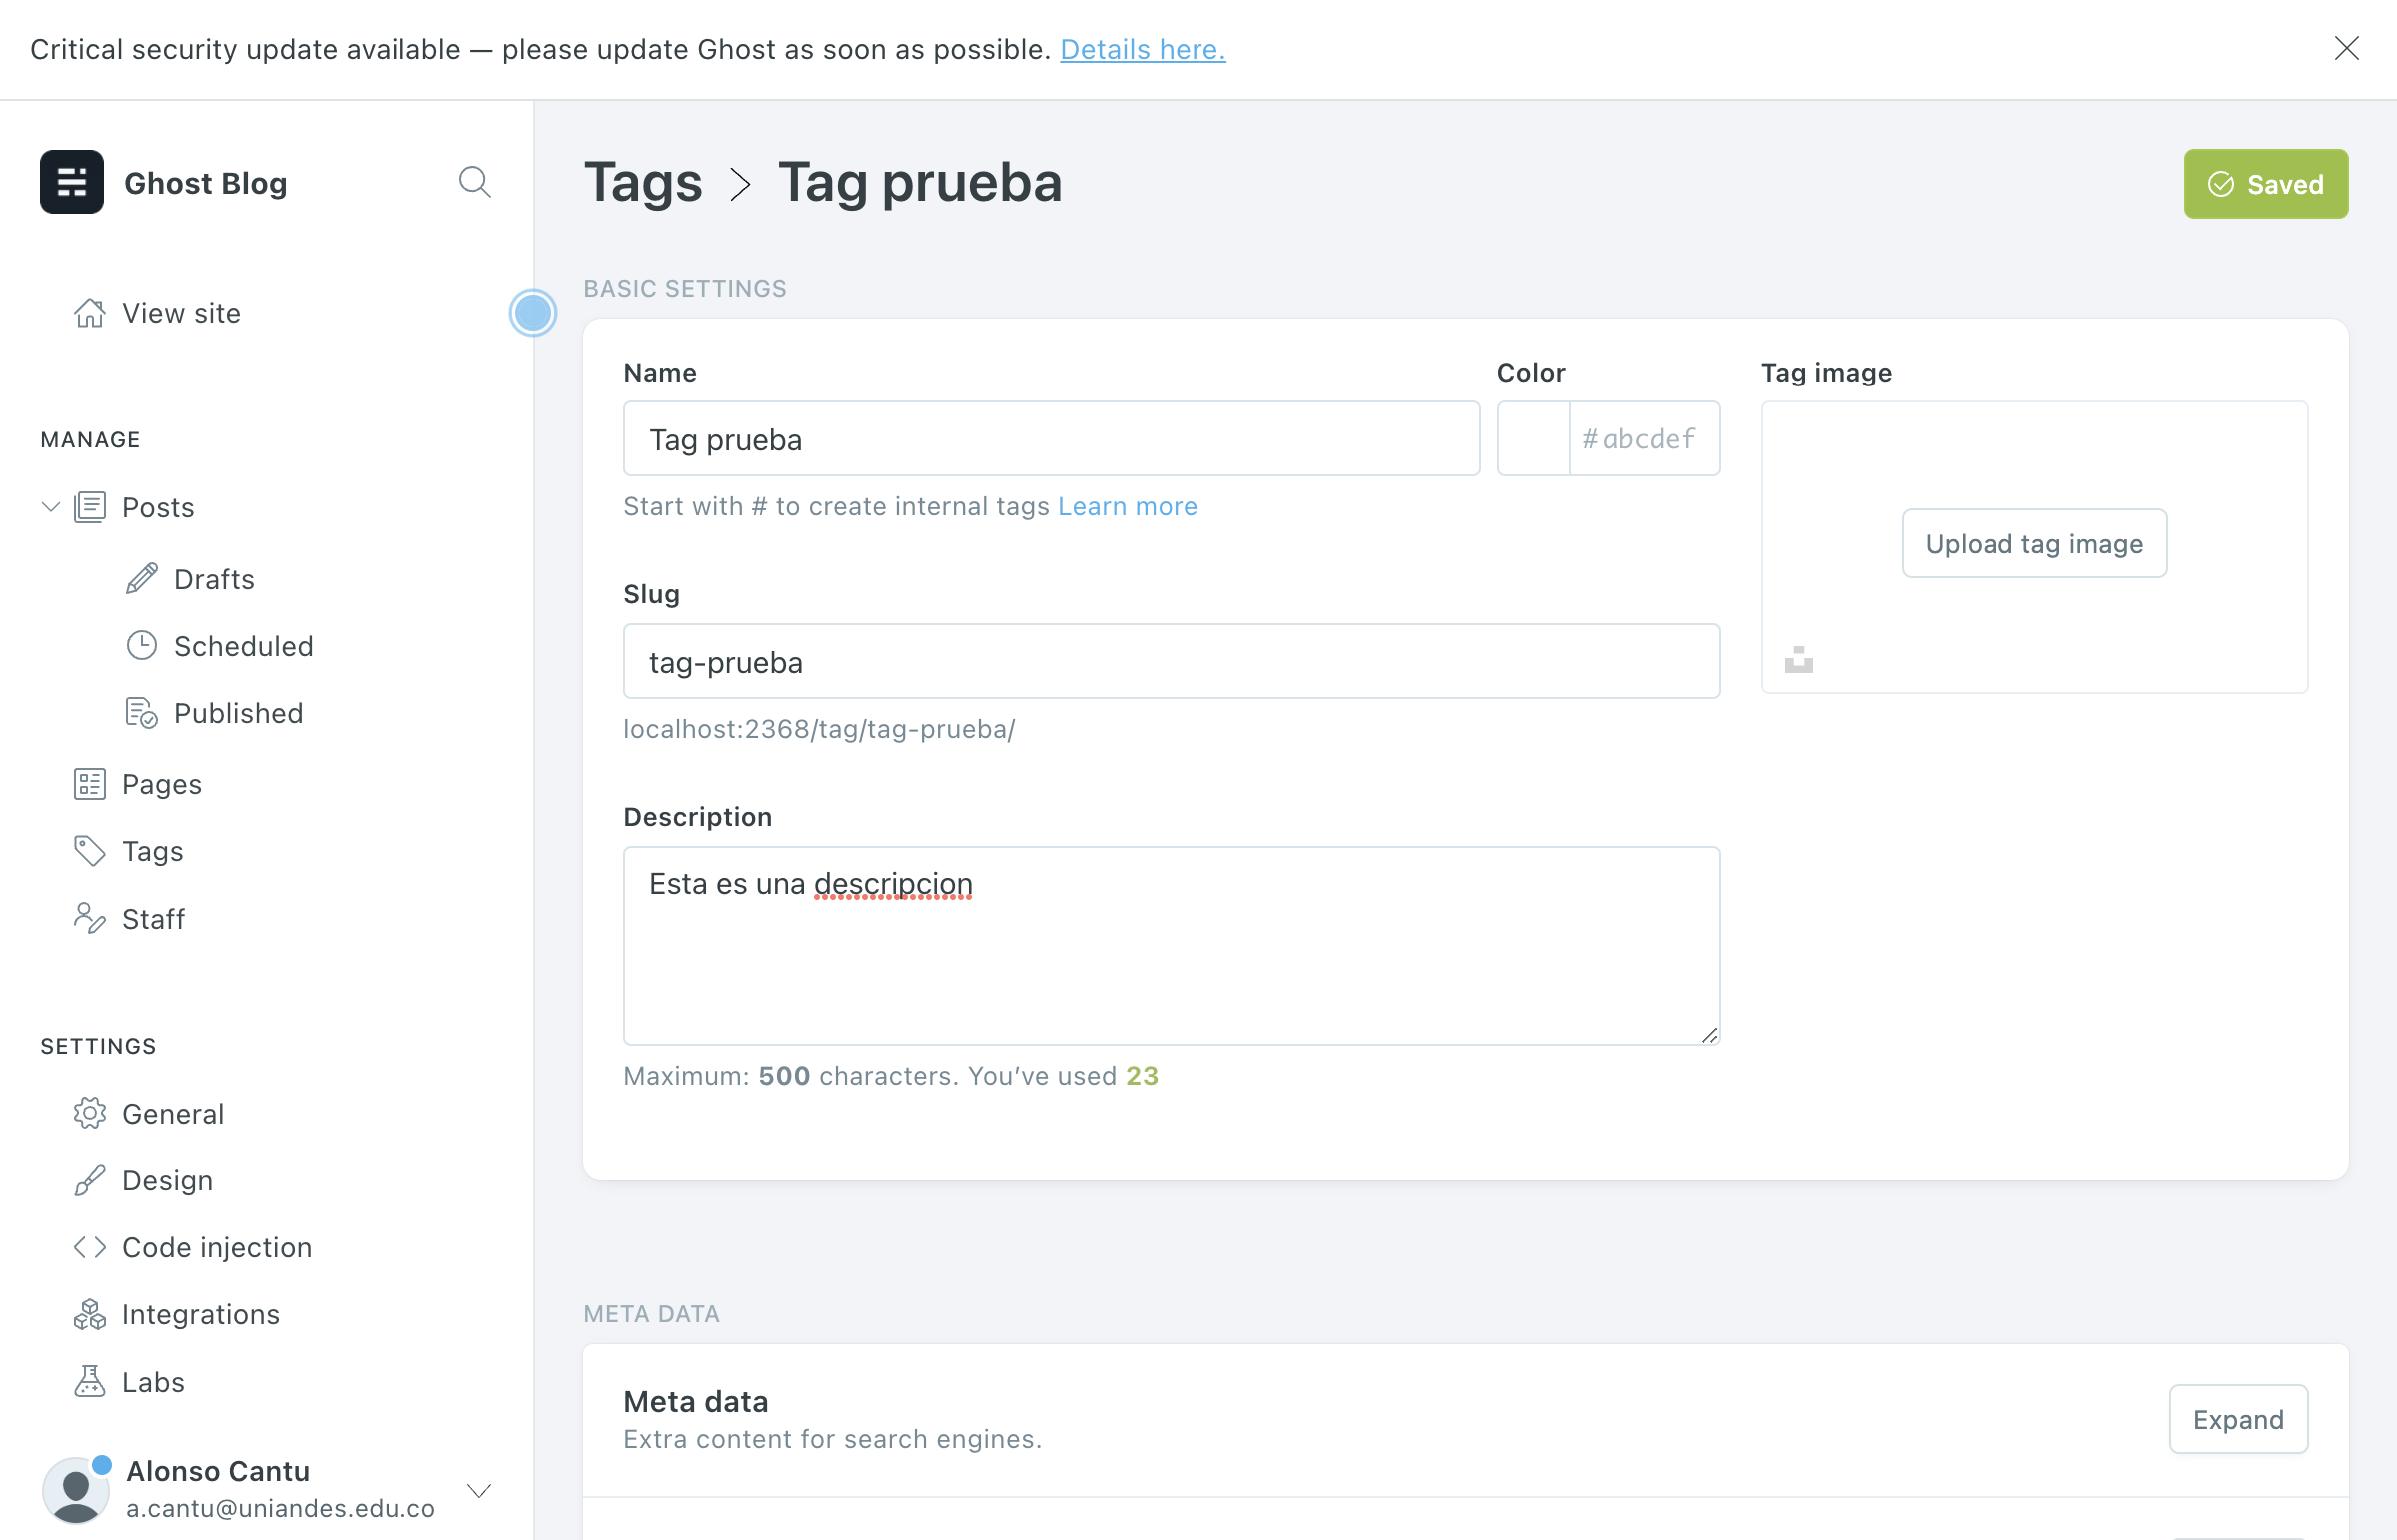 Critical security update available — please update Ghost as soon as possible. Details here.
Ghost Blog
View site
MANAGE
Posts
Drafts
Scheduled
Published
Pages
Tags
Staff
SETTINGS
General
Design
Code injection
Integrations
Labs
Alonso Cantu
a.cantu@uniandes.edu.co
Tags > Tag prueba
Saved
BASIC SETTINGS
Name
Tag prueba
Start with # to create internal tags Learn more
Color
#abcdef
Tag image
Upload tag image
Slug
tag-prueba
localhost:2368/tag/tag-prueba/
Description
Esta es una descripcion
Maximum: 500 characters. You’ve used 23
META DATA
Meta data
Extra content for search engines.
Expand